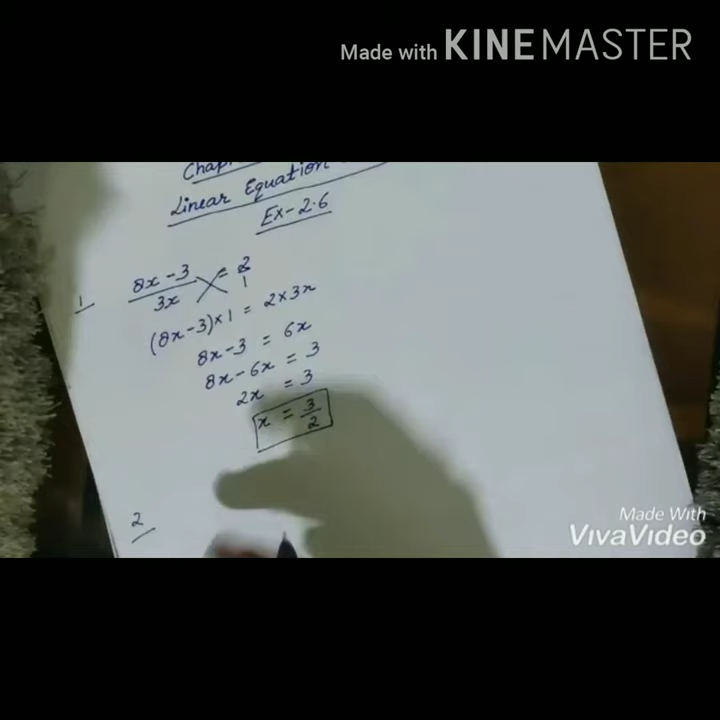 Made with KINEMASTER
Chap
Linear Equation
Ex-2.6
1
(8x-3)/3x = 2/1
(8x-3)×1 = 2×3x
8x-3 = 6x
8x-6x = 3
2x = 3
x = 3/2
2
Made With
VivaVideo